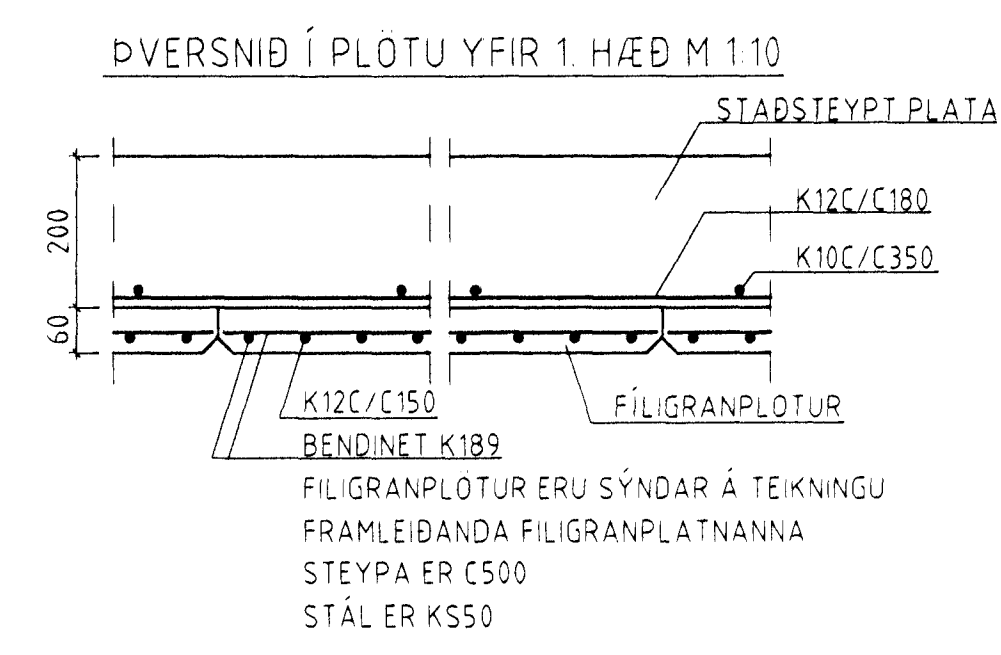 ÞVERSNIÐ Í PLÖTU YFIR 1. HÆÐ M 1:10
STAÐSTEYPT PLATA
K12C/C180
K10C/C350
200
60
K12C/C150
FÍLIGRANPLOTUR
BENDINET K189
FILIGRANPLÖTUR ERU SÝNDAR Á TEIKNINGU
FRAMLEIÐANDA FILIGRANPLATNANNA
STEYPA ER C500
STÁL ER KS50